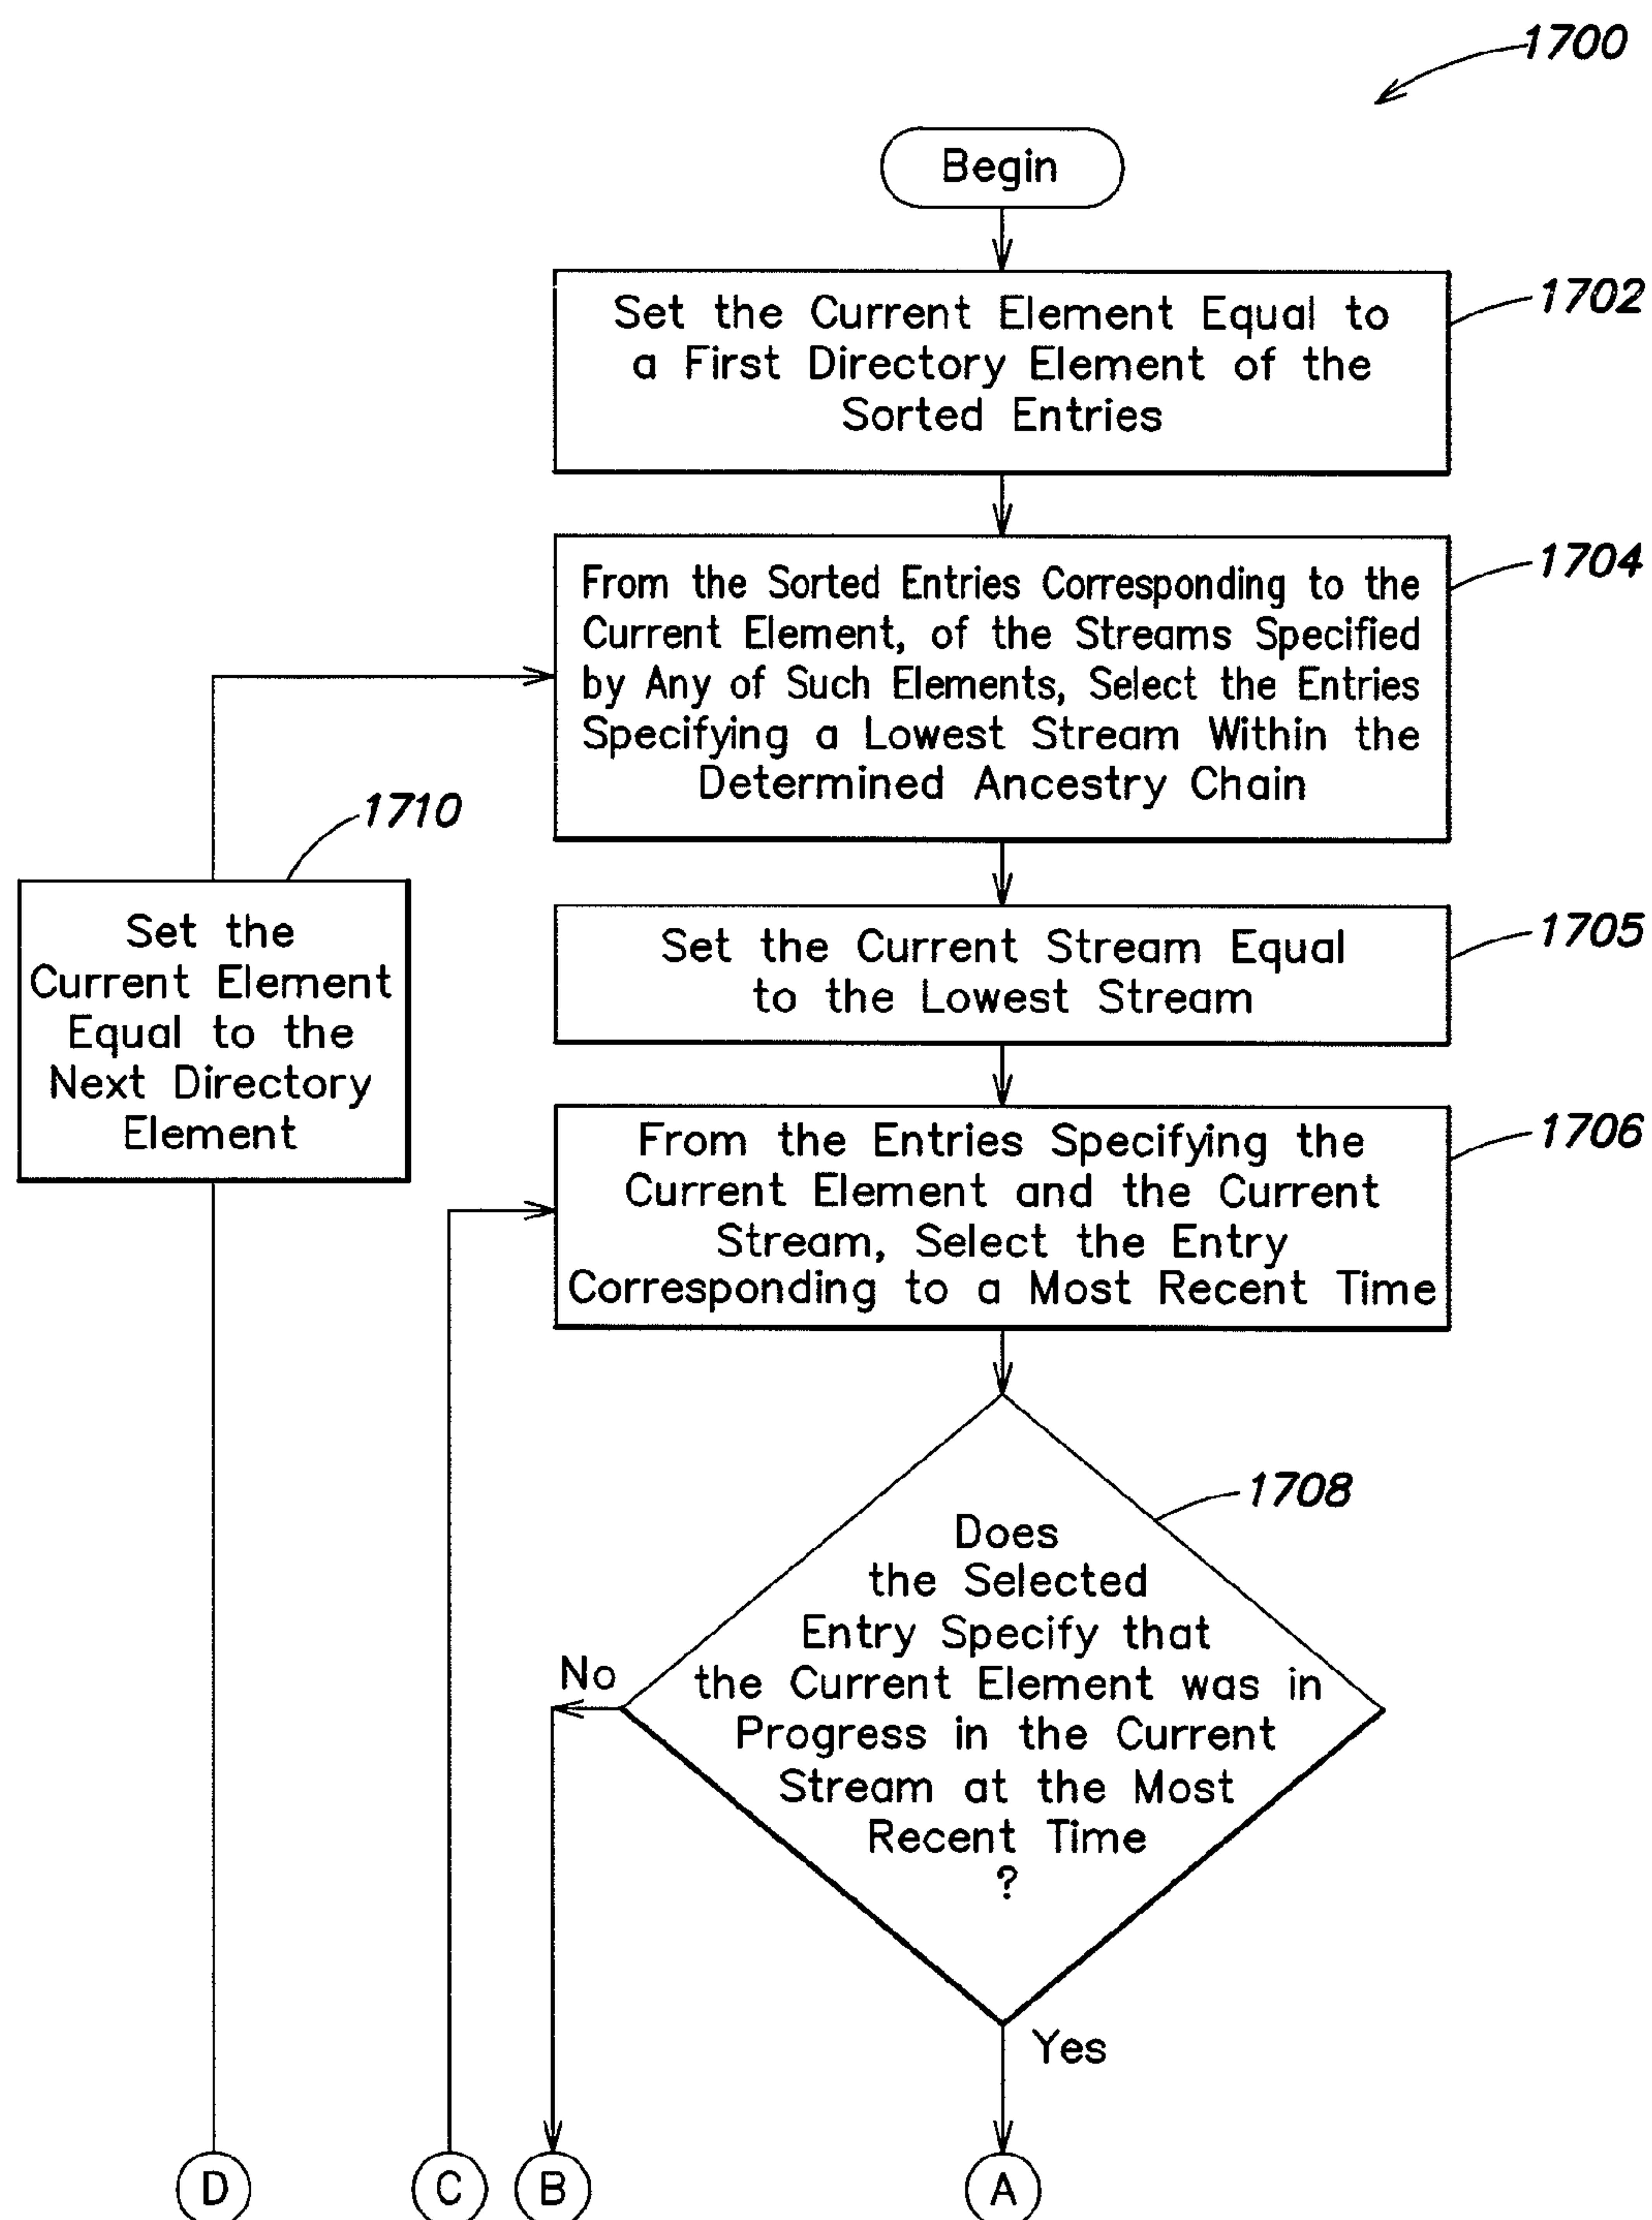 1700
Begin
1702
Set the Current Element Equal to
a First Directory Element of the
Sorted Entries
1704
From the Sorted Entries Corresponding to the
Current Element, of the Streams Specified
by Any of Such Elements, Select the Entries
Specifying a Lowest Stream Within the
Determined Ancestry Chain
1710
Set the
Current Element
Equal to the
Next Directory
Element
1705
Set the Current Stream Equal
to the Lowest Stream
1706
From the Entries Specifying the
Current Element and the Current
Stream, Select the Entry
Corresponding to a Most Recent Time
1708
Does
the Selected
Entry Specify that
the Current Element was in
Progress in the Current
Stream at the Most
Recent Time
?
No
Yes
D
C
B
A